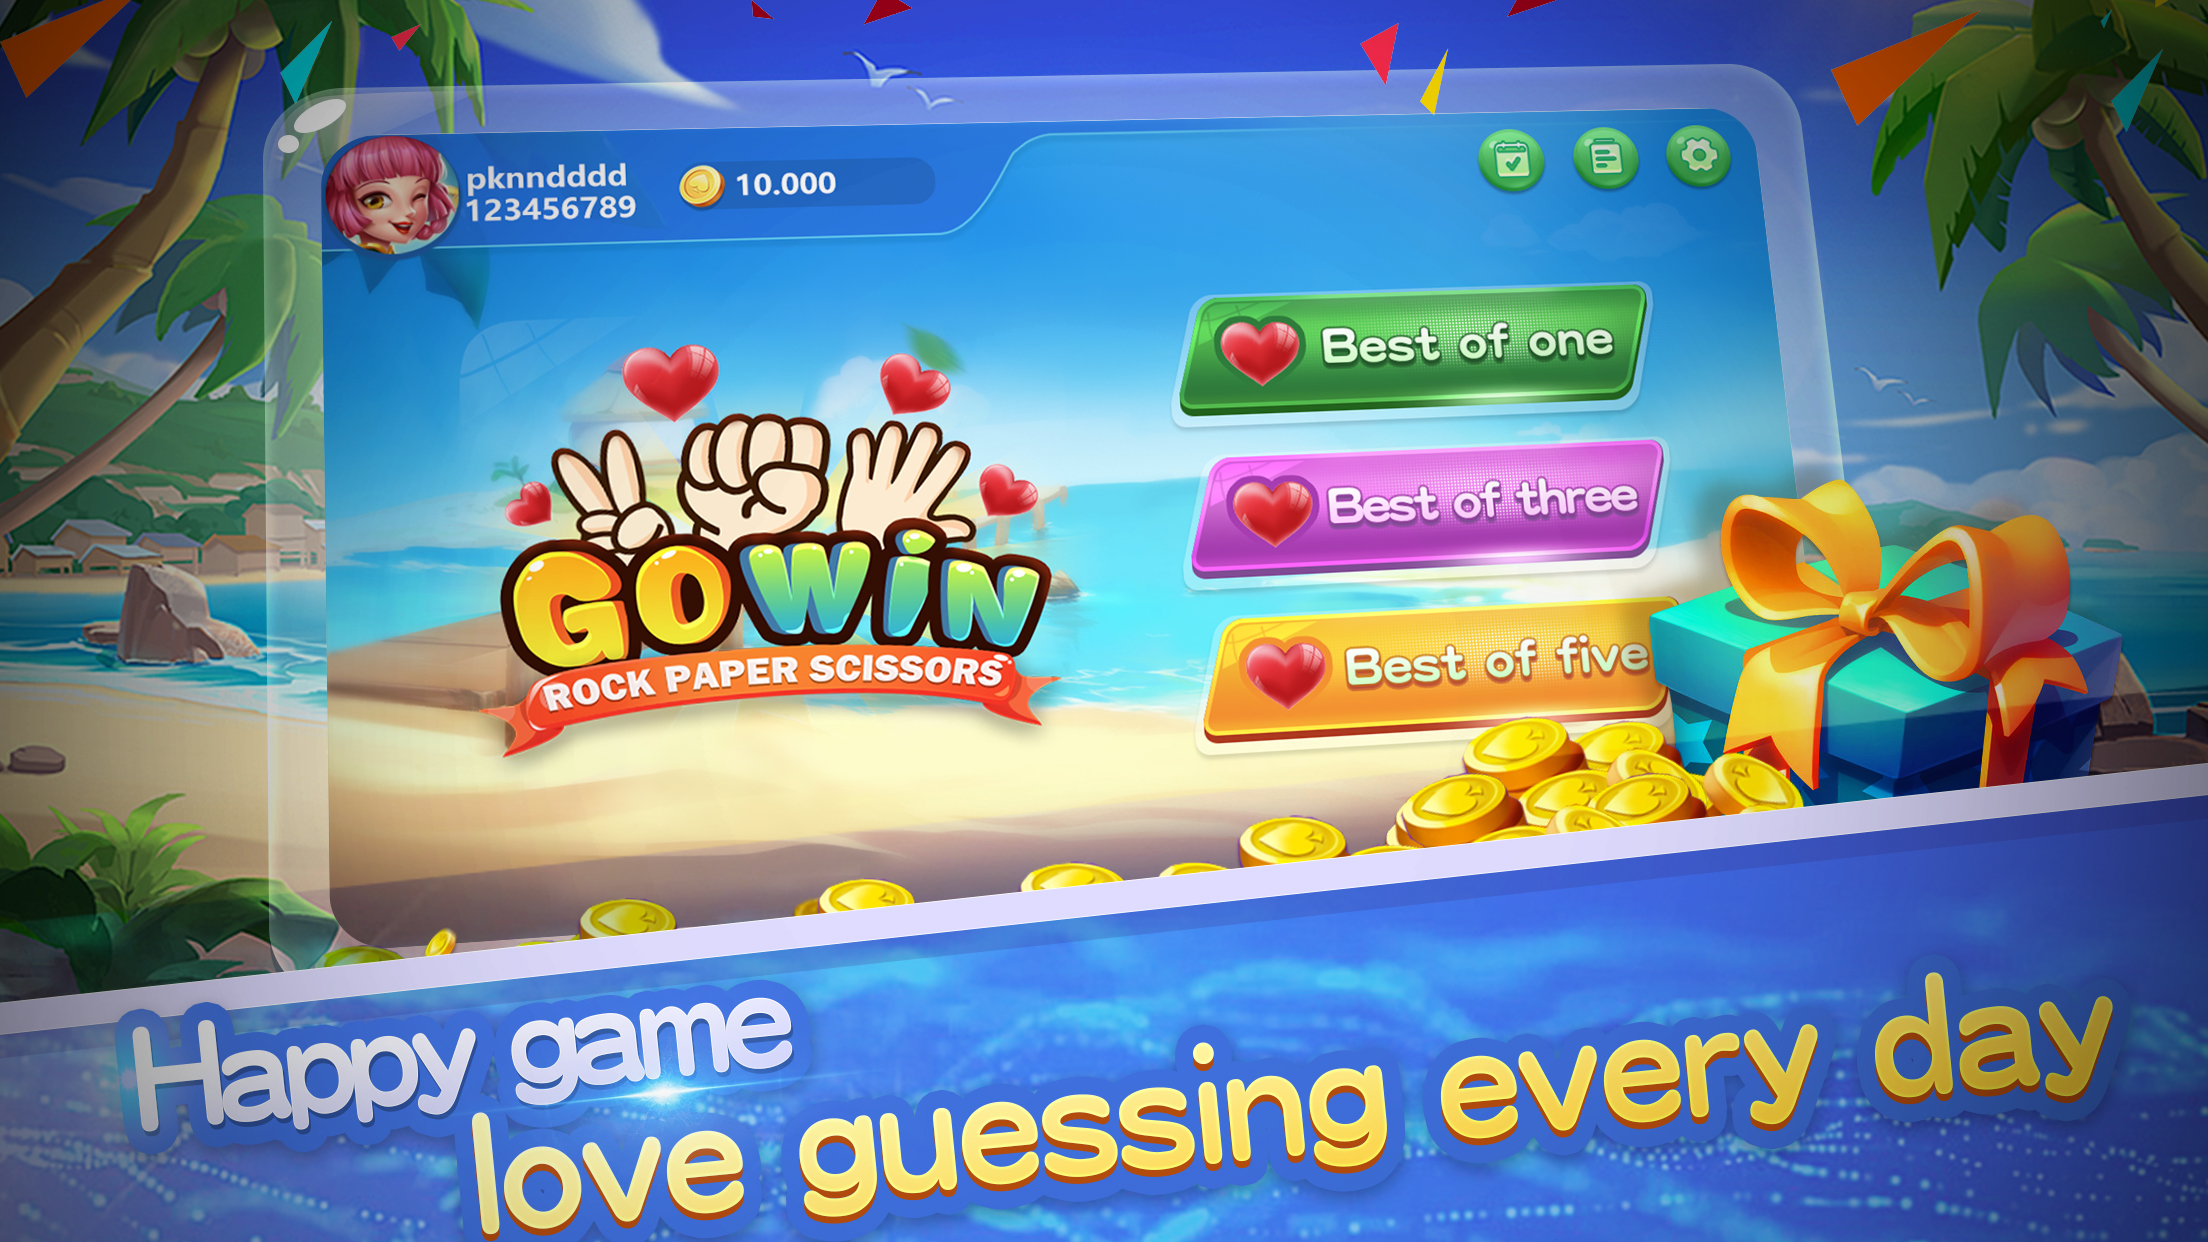 pknndddd
123456789
10.000
Best of one
Best of three
Best of five
GOWiN
ROCK PAPER SCISSORS
Happy game
love guessing every day